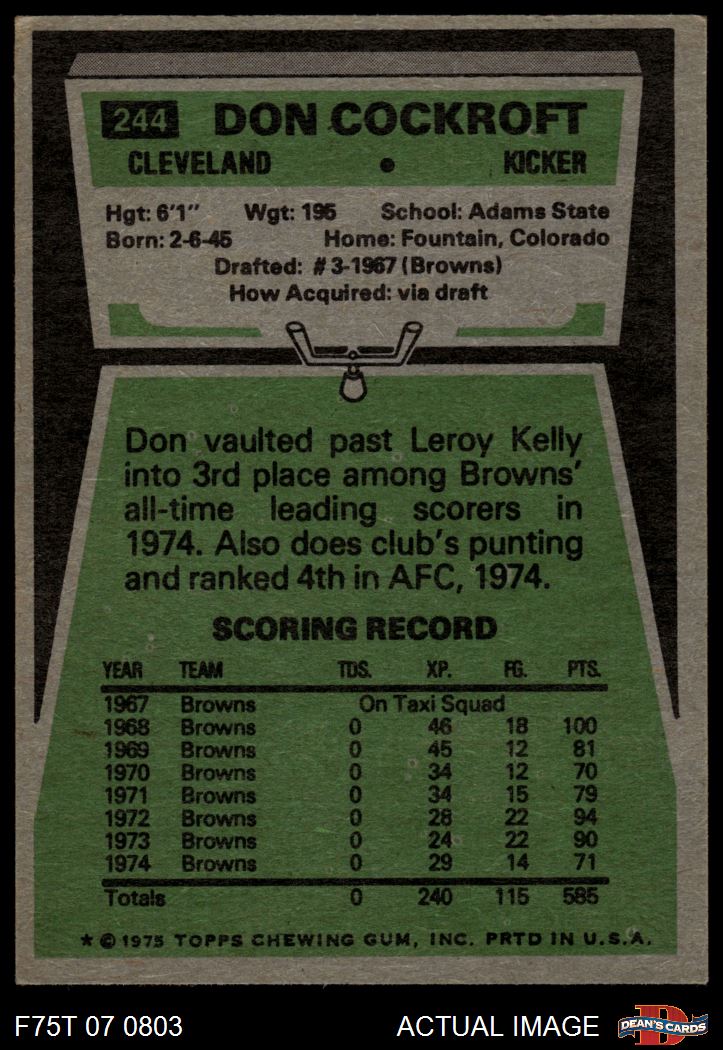 244 DON COCKROFT
CLEVELAND • KICKER
Hgt: 6'1" Wgt: 195 School: Adams State
Born: 2-6-45 Home: Fountain, Colorado
Drafted: #3-1967 (Browns)
How Acquired: via draft
Don vaulted past Leroy Kelly
into 3rd place among Browns'
all-time leading scorers in
1974. Also does club's punting
and ranked 4th in AFC, 1974.
SCORING RECORD
YEAR TEAM TDS. XP. FG. PTS.
1967 Browns On Taxi Squad
1968 Browns 0 46 18 100
1969 Browns 0 45 12 81
1970 Browns 0 34 12 70
1971 Browns 0 34 15 79
1972 Browns 0 28 22 94
1973 Browns 0 24 22 90
1974 Browns 0 29 14 71
Totals 0 240 115 585
★ © 1975 TOPPS CHEWING GUM, INC. PRTD IN U.S.A.
F75T 07 0803 ACTUAL IMAGE D DEAN'S CARDS